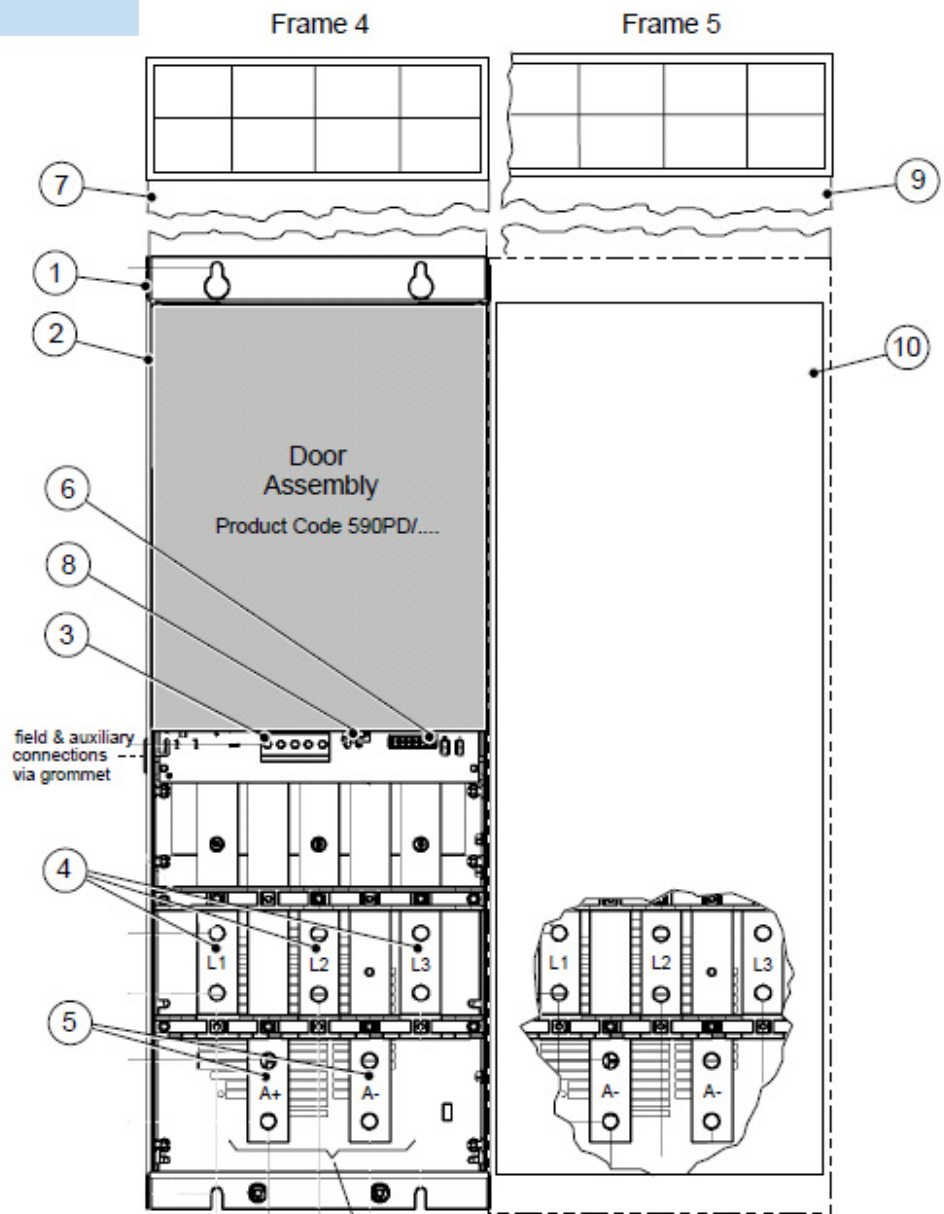 Frame 4
Frame 5
7
9
1
2
10
Door
Assembly
Product Code 590PD/....
6
8
3
field & auxiliary
connections
via grommet
4
L1
L2
L3
L1
L2
L3
5
A+
A-
A-
A-